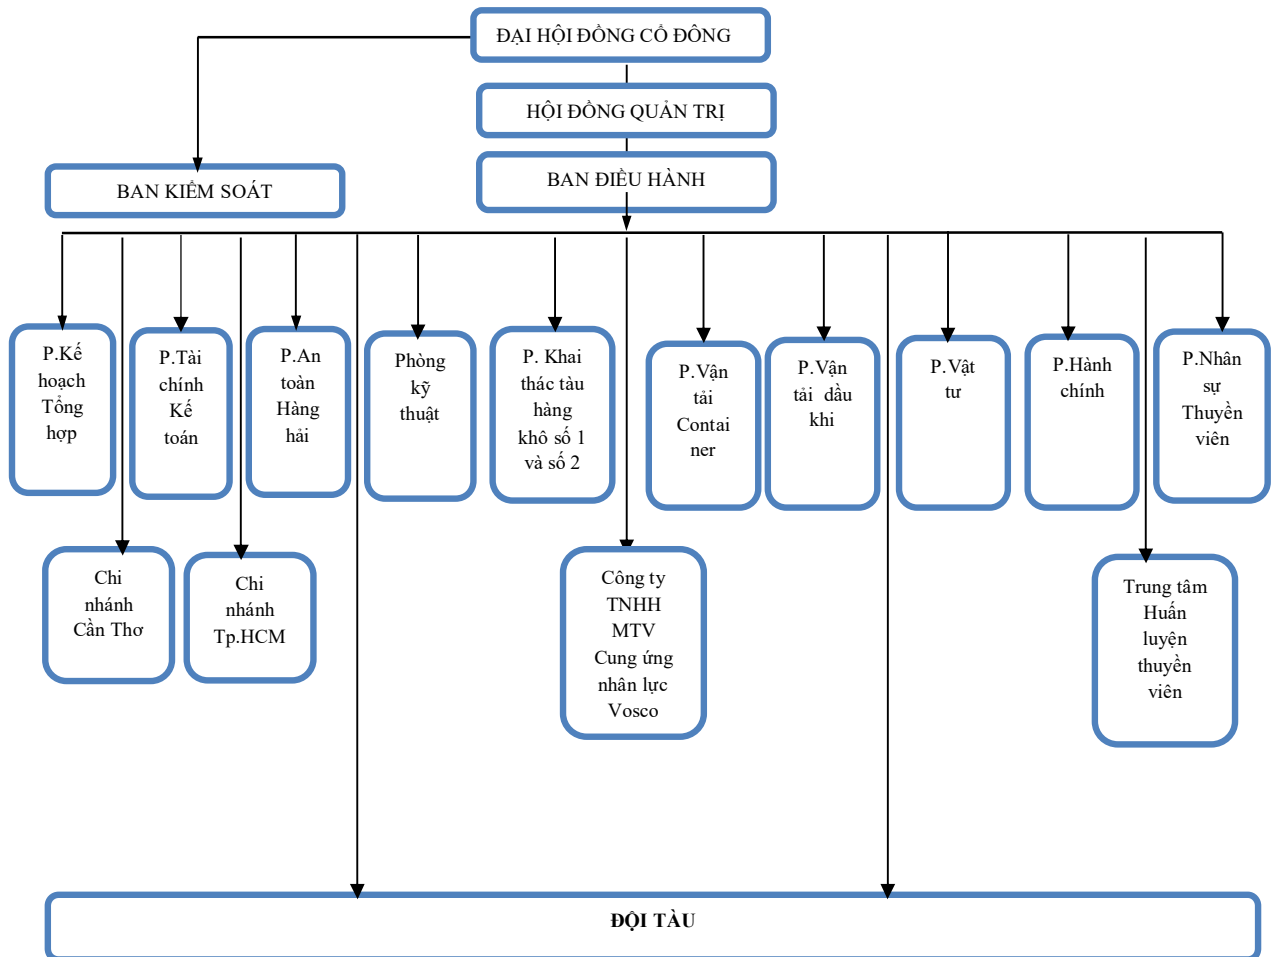 ĐẠI HỘI ĐỒNG CỔ ĐÔNG
HỘI ĐỒNG QUẢN TRỊ
BAN ĐIỀU HÀNH
BAN KIỂM SOÁT
P.Kế
hoạch
Tổng
hợp
P.Tài
chính
Kế
toán
P.An
toàn
Hàng
hải
Phòng
kỹ
thuật
P. Khai
thác tàu
hàng
khô số 1
và số 2
P.Vận
tải
Contai
ner
P.Vận
tải dầu
khi
P.Vật
tư
P.Hành
chính
P.Nhân
sự
Thuyền
viên
Chi
nhánh
Cần Thơ
Chi
nhánh
Tp.HCM
Công ty
TNHH
MTV
Cung ứng
nhân lực
Vosco
Trung tâm
Huấn
luyện
thuyền
viên
ĐỘI TÀU